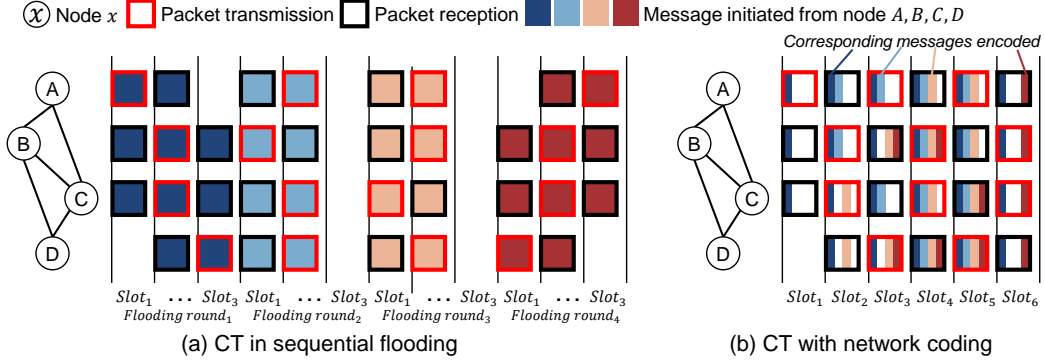 x Node x Packet transmission Packet reception Message initiated from node A, B, C, D
Corresponding messages encoded
A
B
C
D
A
B
C
D
Slot1 ... Slot3 Slot1 ... Slot3 Slot1 ... Slot3 Slot1 ... Slot3
Flooding round1 Flooding round2 Flooding round3 Flooding round4
Slot1 Slot2 Slot3 Slot4 Slot5 Slot6
(a) CT in sequential flooding
(b) CT with network coding